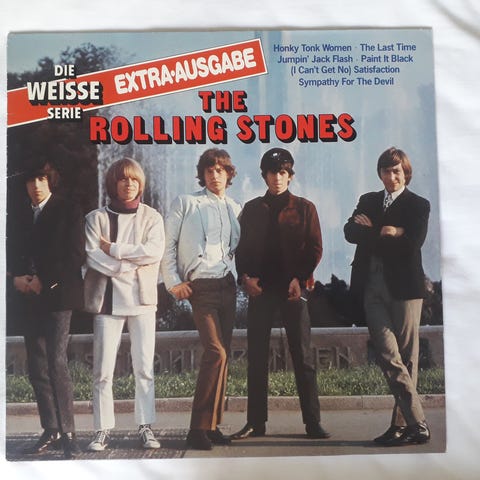 DIE
WEISSE
SERIE
EXTRA-AUSGABE
Honky Tonk Women · The Last Time
Jumpin' Jack Flash · Paint It Black
(I Can't Get No) Satisfaction
Sympathy For The Devil
THE
ROLLING STONES